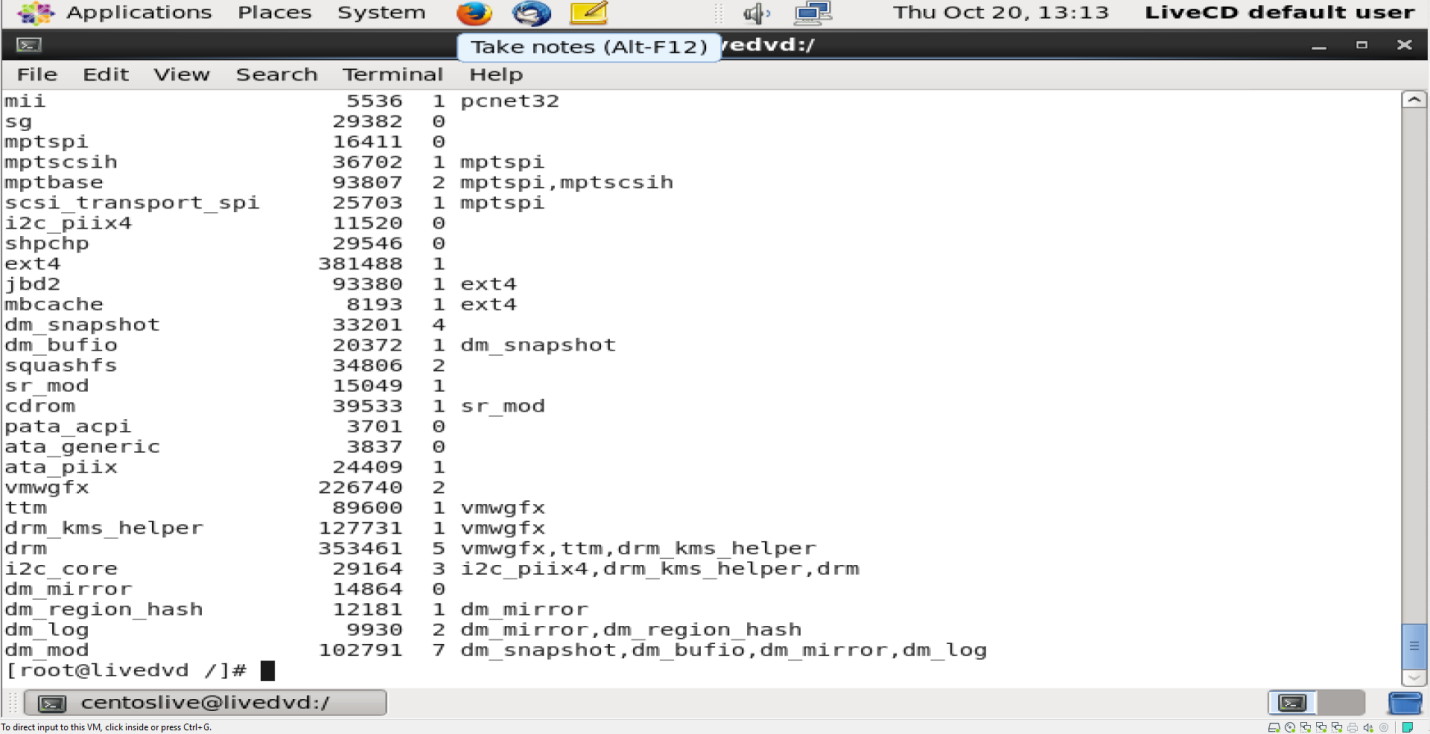 Applications Places System Thu Oct 20, 13:13 LiveCD default user
Take notes (Alt-F12) vedvd:/
File Edit View Search Terminal Help
mii 5536 1 pcnet32
sg 29382 0
mptspi 16411 0
mptscsih 36702 1 mptspi
mptbase 93807 2 mptspi,mptscsih
scsi_transport_spi 25703 1 mptspi
i2c_piix4 11520 0
shpchp 29546 0
ext4 381488 1
jbd2 93380 1 ext4
mbcache 8193 1 ext4
dm_snapshot 33201 4
dm_bufio 20372 1 dm_snapshot
squashfs 34806 2
sr_mod 15049 1
cdrom 39533 1 sr_mod
pata_acpi 3701 0
ata_generic 3837 0
ata_piix 24409 1
vmwgfx 226740 2
ttm 89600 1 vmwgfx
drm_kms_helper 127731 1 vmwgfx
drm 353461 5 vmwgfx,ttm,drm_kms_helper
i2c_core 29164 3 i2c_piix4,drm_kms_helper,drm
dm_mirror 14864 0
dm_region_hash 12181 1 dm_mirror
dm_log 9930 2 dm_mirror,dm_region_hash
dm_mod 102791 7 dm_snapshot,dm_bufio,dm_mirror,dm_log
[root@livedvd /]#
centoslive@livedvd:/
To direct input to this VM, click inside or press Ctrl+G.